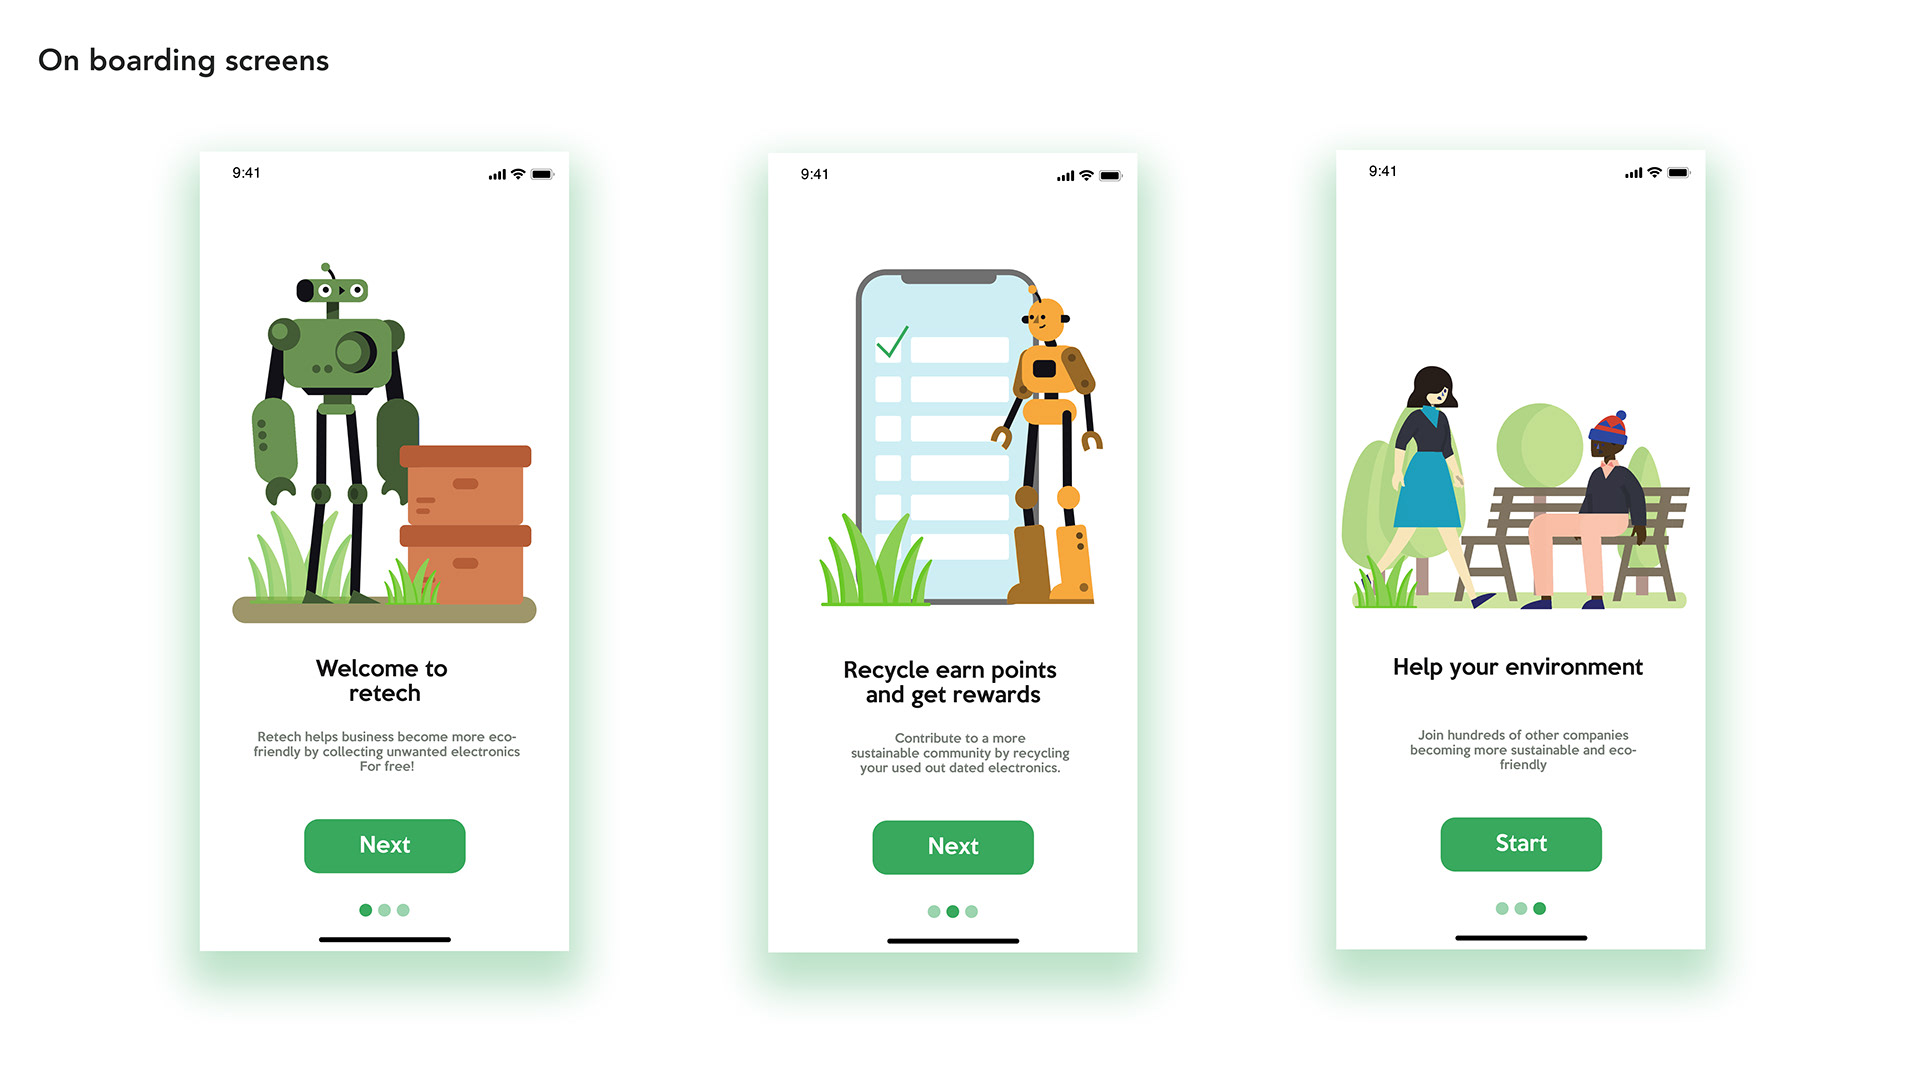 On boarding screens
9:41
Welcome to
retech
Retech helps business become more eco-
friendly by collecting unwanted electronics
For free!
Next
9:41
Recycle earn points
and get rewards
Contribute to a more
sustainable community by recycling
your used out dated electronics.
Next
9:41
Help your environment
Join hundreds of other companies
becoming more sustainable and eco-
friendly
Start